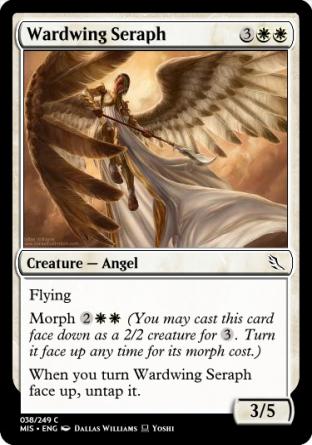 Wardwing Seraph 3
Creature — Angel
Flying
Morph 2 (You may cast this card
face down as a 2/2 creature for 3. Turn
it face up any time for its morph cost.)
When you turn Wardwing Seraph
face up, untap it.
3/5
038/249 C
MIS • ENG Dallas Williams Yoshi